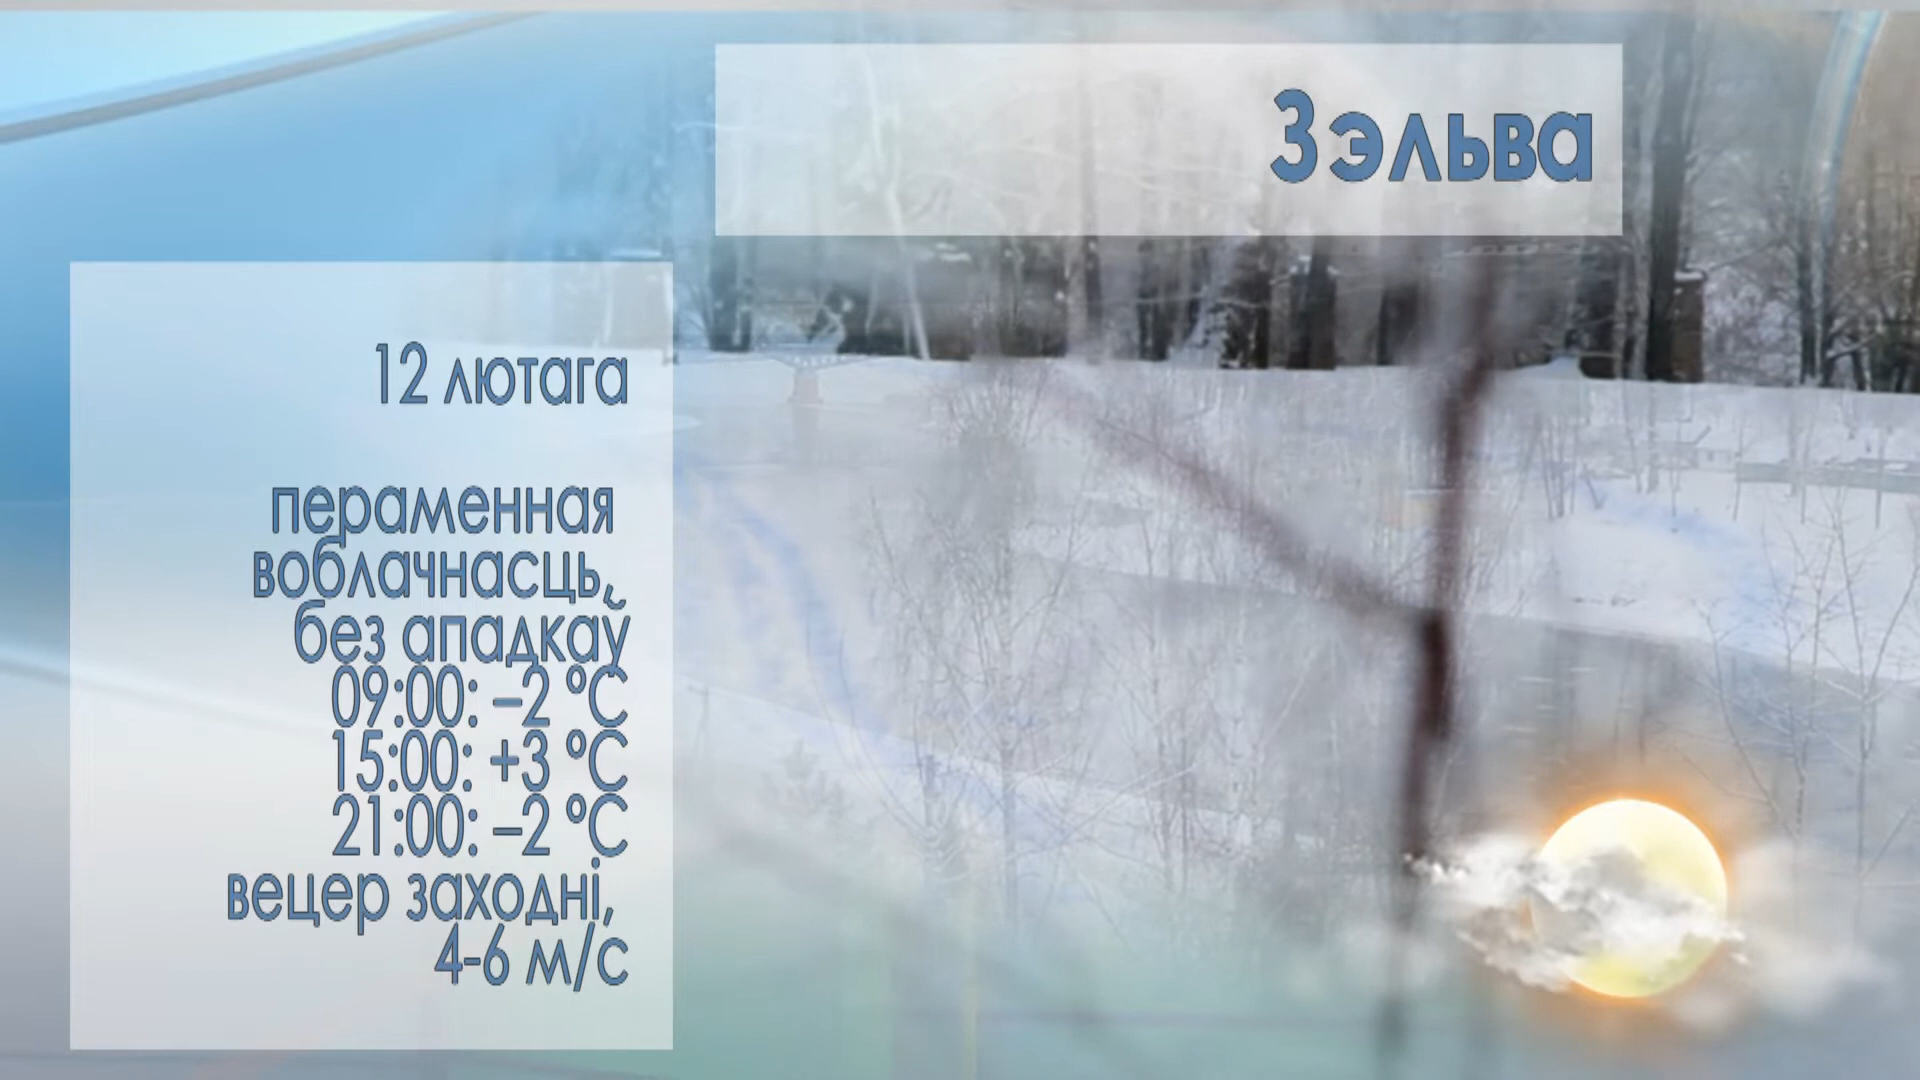 Зэльва
12 лютага
пераменная
воблачнасць,
без ападкаў
09:00: –2 °C
15:00: +3 °C
21:00: –2 °C
вецер заходні,
4-6 м/с